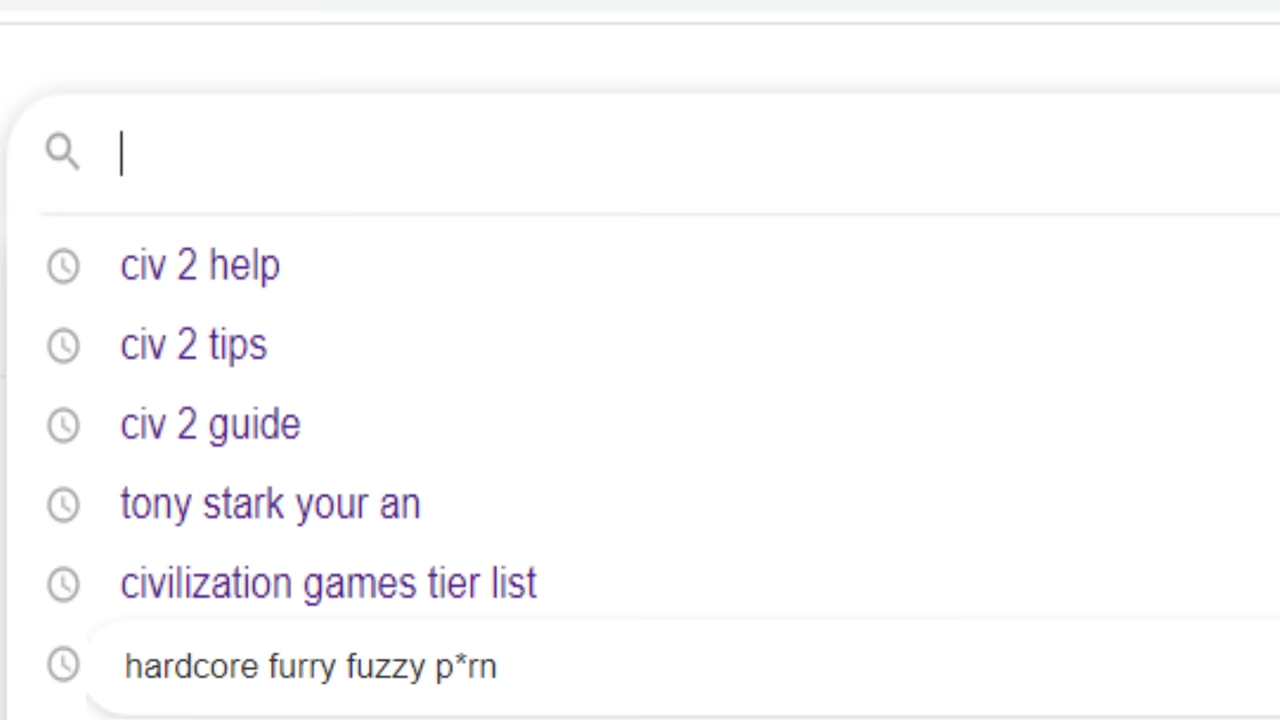 civ 2 help
civ 2 tips
civ 2 guide
tony stark your an
civilization games tier list
hardcore furry fuzzy p*rn